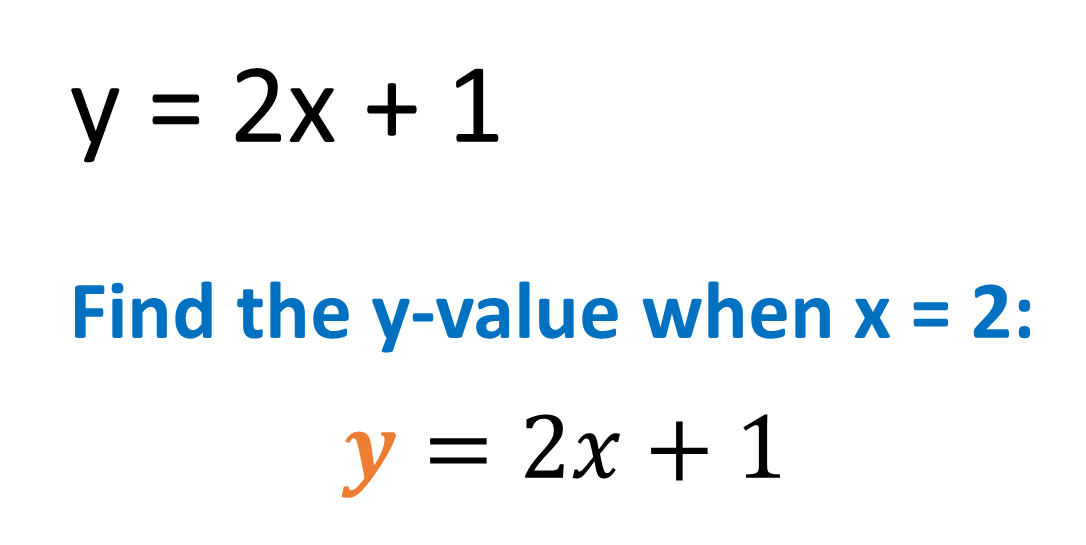 y = 2x + 1
Find the y-value when x = 2:
y = 2x + 1